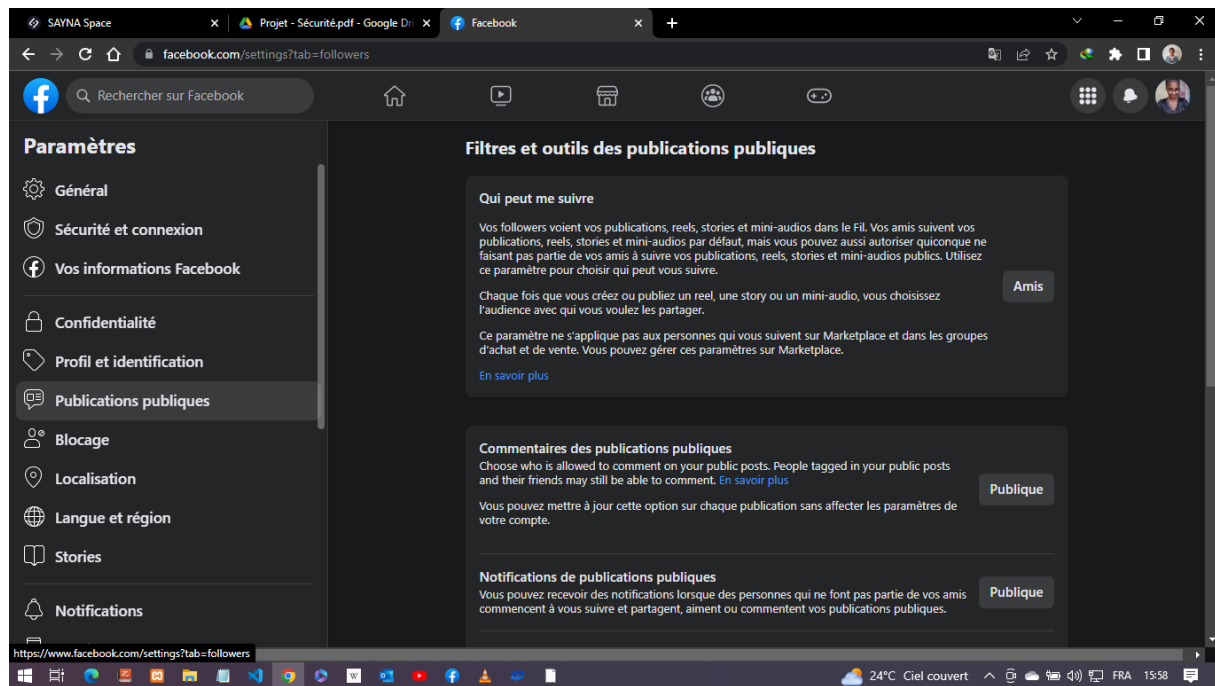 SAYNA Space
Projet - Sécurité.pdf - Google Dri
Facebook
facebook.com/settings?tab=followers
Rechercher sur Facebook
Paramètres
Général
Sécurité et connexion
Vos informations Facebook
Confidentialité
Profil et identification
Publications publiques
Blocage
Localisation
Langue et région
Stories
Notifications
Filtres et outils des publications publiques
Qui peut me suivre
Vos followers voient vos publications, reels, stories et mini-audios dans le Fil. Vos amis suivent vos
publications, reels, stories et mini-audios par défaut, mais vous pouvez aussi autoriser quiconque ne
faisant pas partie de vos amis à suivre vos publications, reels, stories et mini-audios publics. Utilisez
ce paramètre pour choisir qui peut vous suivre.
Chaque fois que vous créez ou publiez un reel, une story ou un mini-audio, vous choisissez
l'audience avec qui vous voulez les partager.
Ce paramètre ne s'applique pas aux personnes qui vous suivent sur Marketplace et dans les groupes
d'achat et de vente. Vous pouvez gérer ces paramètres sur Marketplace.
En savoir plus
Amis
Commentaires des publications publiques
Choose who is allowed to comment on your public posts. People tagged in your public posts
and their friends may still be able to comment. En savoir plus
Vous pouvez mettre à jour cette option sur chaque publication sans affecter les paramètres de
votre compte.
Publique
Notifications de publications publiques
Vous pouvez recevoir des notifications lorsque des personnes qui ne font pas partie de vos amis
commencent à vous suivre et partagent, aiment ou commentent vos publications publiques.
Publique
https://www.facebook.com/settings?tab=followers
24°C Ciel couvert
FRA
15:58